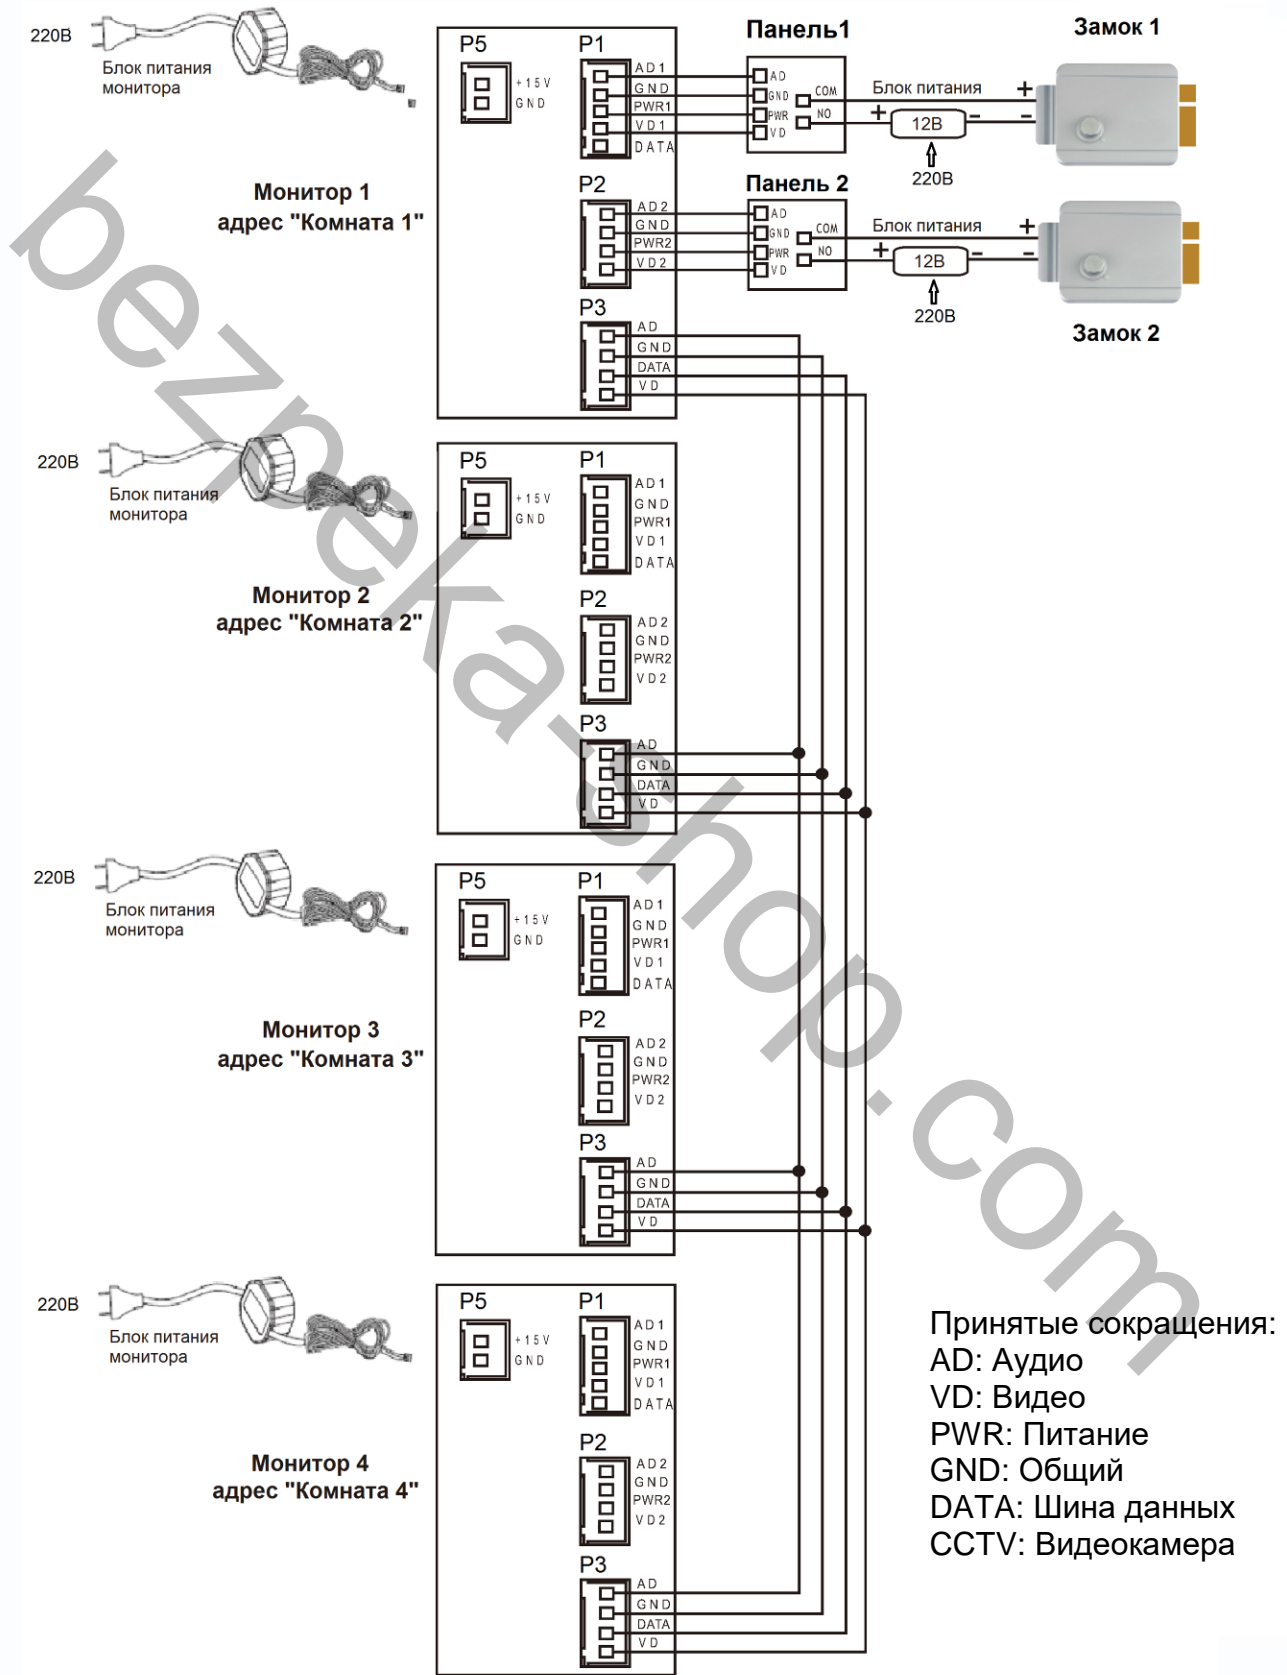 220В
Блок питания
монитора
Монитор 1
адрес "Комната 1"
P5
+15V
GND
P1
AD1
GND
PWR1
VD1
DATA
P2
AD2
GND
PWR2
VD2
P3
AD
GND
DATA
VD
Панель1
AD
GND
PWR
VD
COM
NO
Блок питания
+
+
12В
-
-
220В
Замок 1
Панель 2
AD
GND
PWR
VD
COM
NO
Блок питания
+
+
12В
-
-
220В
Замок 2
220В
Блок питания
монитора
Монитор 2
адрес "Комната 2"
P5
+15V
GND
P1
AD1
GND
PWR1
VD1
DATA
P2
AD2
GND
PWR2
VD2
P3
AD
GND
DATA
VD
220В
Блок питания
монитора
Монитор 3
адрес "Комната 3"
P5
+15V
GND
P1
AD1
GND
PWR1
VD1
DATA
P2
AD2
GND
PWR2
VD2
P3
AD
GND
DATA
VD
220В
Блок питания
монитора
Монитор 4
адрес "Комната 4"
P5
+15V
GND
P1
AD1
GND
PWR1
VD1
DATA
P2
AD2
GND
PWR2
VD2
P3
AD
GND
DATA
VD
Принятые сокращения:
AD: Аудио
VD: Видео
PWR: Питание
GND: Общий
DATA: Шина данных
CCTV: Видеокамера
bezpeka-shop.com